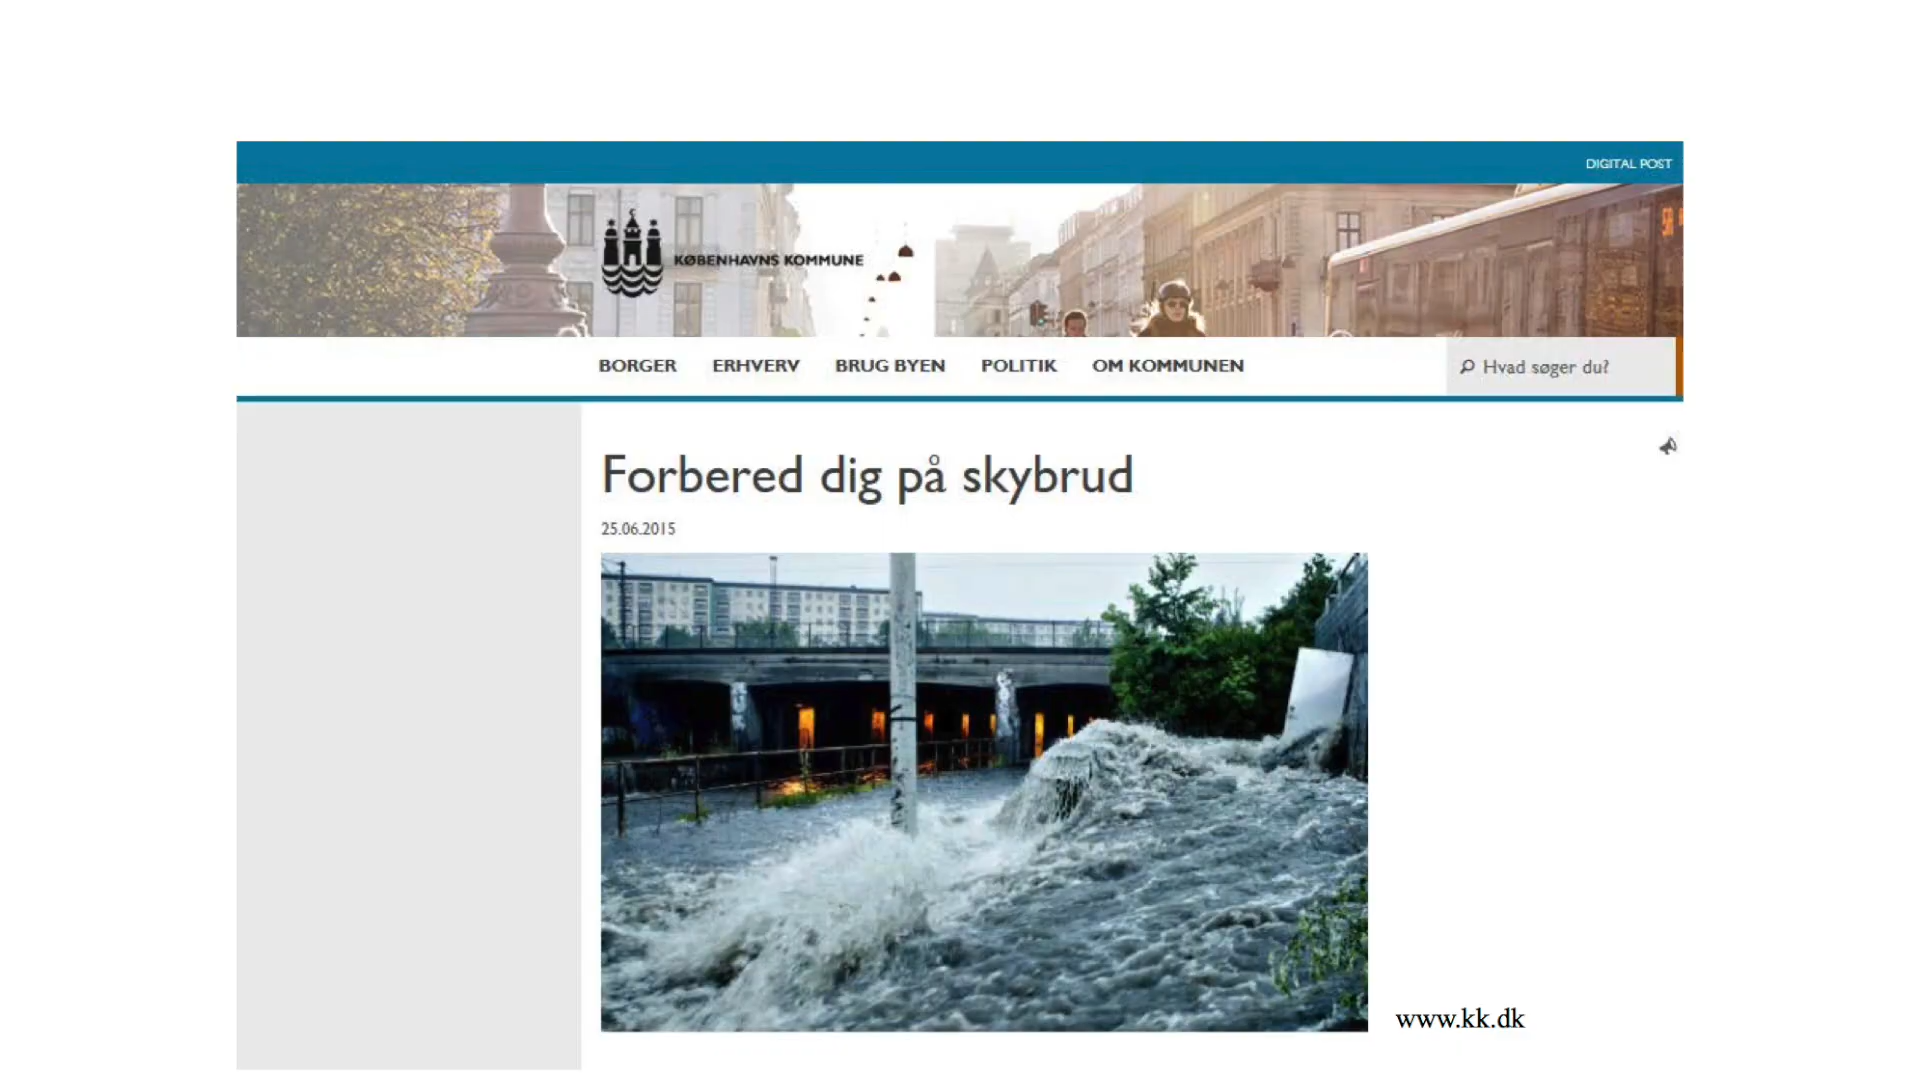 DIGITAL POST
KØBENHAVNS KOMMUNE
BORGER ERHVERV BRUG BYEN POLITIK OM KOMMUNEN Hvad søger du?
Forbered dig på skybrud
25.06.2015
www.kk.dk